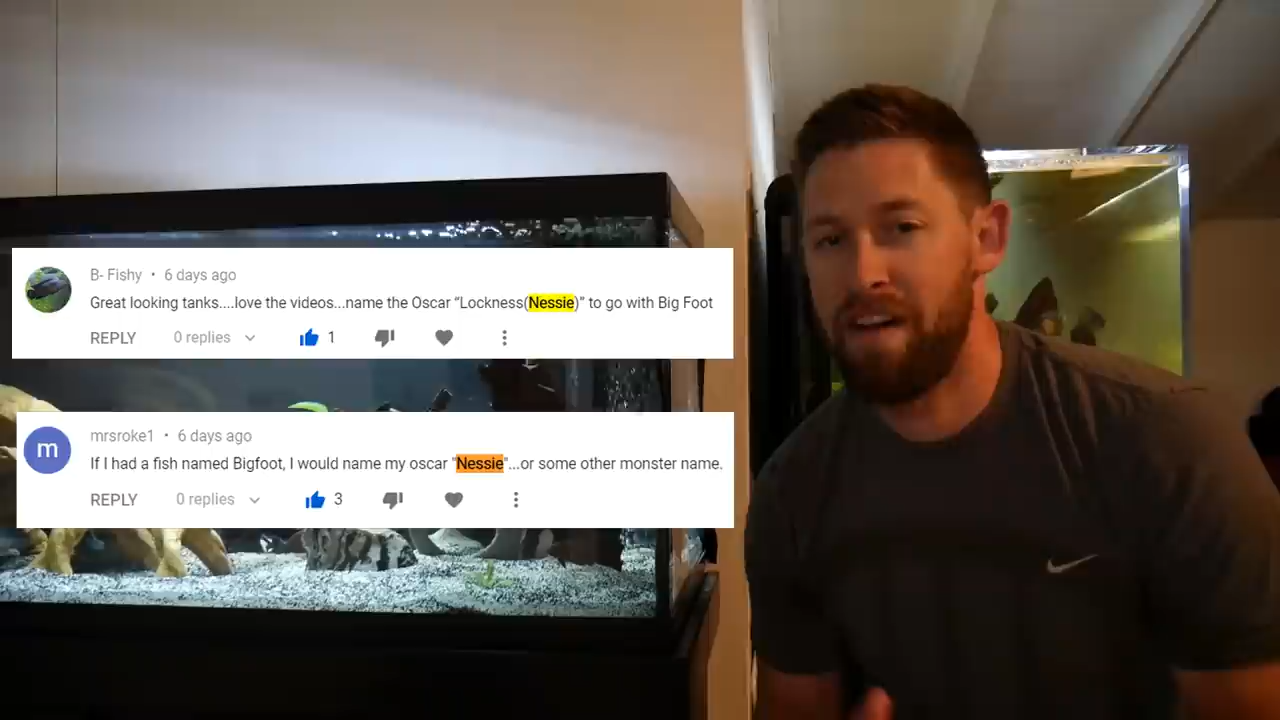 B- Fishy • 6 days ago
Great looking tanks....love the videos...name the Oscar “Lockness(Nessie)” to go with Big Foot
REPLY 0 replies 1
m
mrsroke1 • 6 days ago
If I had a fish named Bigfoot, I would name my oscar "Nessie"...or some other monster name.
REPLY 0 replies 3